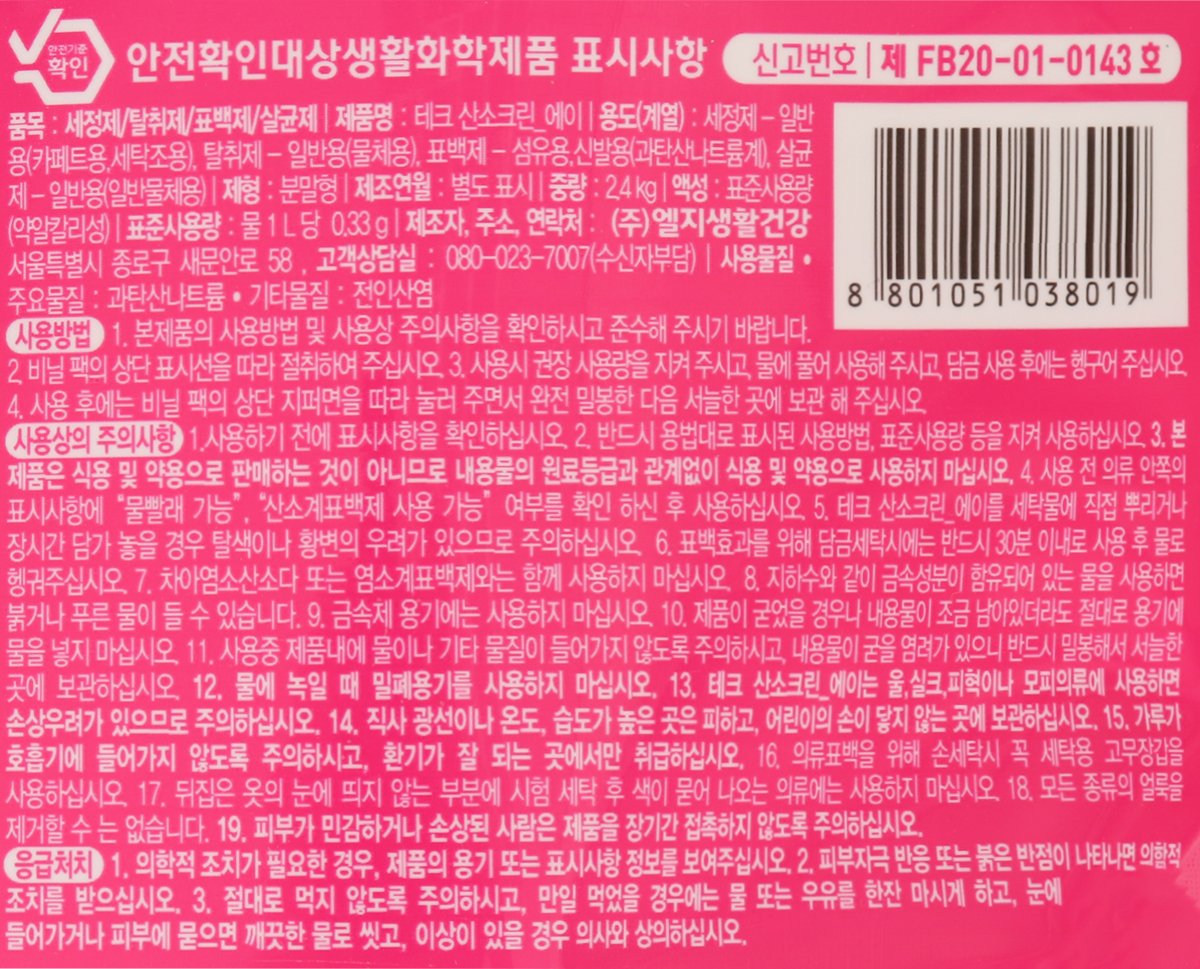 안전기준
확인
안전확인대상생활화학제품 표시사항
신고번호 | 제 FB20-01-0143 호
품목 : 세정제/탈취제/표백제/살균제 | 제품명 : 테크 산소크린_에이 | 용도(계열) : 세정제 – 일반
용(카페트용,세탁조용), 탈취제 – 일반용(물체용), 표백제 – 섬유용,신발용(과탄산나트륨계), 살균
제 – 일반용(일반물체용) | 제형 : 분말형 | 제조연월 : 별도 표시 | 중량 : 2.4 kg | 액성 : 표준사용량
(약알칼리성) | 표준사용량 : 물 1 L 당 0.33 g | 제조자, 주소, 연락처 : (주)엘지생활건강
서울특별시 종로구 새문안로 58 , 고객상담실 : 080-023-7007(수신자부담) | 사용물질 •
주요물질 : 과탄산나트륨 • 기타물질 : 전인산염
8 801051 038019
사용방법 1. 본제품의 사용방법 및 사용상 주의사항을 확인하시고 준수해 주시기 바랍니다.
2. 비닐 팩의 상단 표시선을 따라 절취하여 주십시오. 3. 사용시 권장 사용량을 지켜 주시고, 물에 풀어 사용해 주시고, 담금 사용 후에는 헹구어 주십시오.
4. 사용 후에는 비닐 팩의 상단 지퍼면을 따라 눌러 주면서 완전 밀봉한 다음 서늘한 곳에 보관 해 주십시오.
사용상의 주의사항 1.사용하기 전에 표시사항을 확인하십시오. 2. 반드시 용법대로 표시된 사용방법, 표준사용량 등을 지켜 사용하십시오. 3. 본
제품은 식용 및 약용으로 판매하는 것이 아니므로 내용물의 원료등급과 관계없이 식용 및 약용으로 사용하지 마십시오. 4. 사용 전 의류 안쪽의
표시사항에 “물빨래 가능”, “산소계표백제 사용 가능” 여부를 확인 하신 후 사용하십시오. 5. 테크 산소크린_에이를 세탁물에 직접 뿌리거나
장시간 담가 놓을 경우 탈색이나 황변의 우려가 있으므로 주의하십시오. 6. 표백효과를 위해 담금세탁시에는 반드시 30분 이내로 사용 후 물로
헹궈주십시오. 7. 차아염소산소다 또는 염소계표백제와는 함께 사용하지 마십시오. 8. 지하수와 같이 금속성분이 함유되어 있는 물을 사용하면
붉거나 푸른 물이 들 수 있습니다. 9. 금속제 용기에는 사용하지 마십시오. 10. 제품이 굳었을 경우나 내용물이 조금 남아있더라도 절대로 용기에
물을 넣지 마십시오. 11. 사용중 제품내에 물이나 기타 물질이 들어가지 않도록 주의하시고, 내용물이 굳을 염려가 있으니 반드시 밀봉해서 서늘한
곳에 보관하십시오. 12. 물에 녹일 때 밀폐용기를 사용하지 마십시오. 13. 테크 산소크린_에이는 울,실크,피혁이나 모피의류에 사용하면
손상우려가 있으므로 주의하십시오. 14. 직사 광선이나 온도, 습도가 높은 곳은 피하고, 어린이의 손이 닿지 않는 곳에 보관하십시오. 15. 가루가
호흡기에 들어가지 않도록 주의하시고, 환기가 잘 되는 곳에서만 취급하십시오. 16. 의류표백을 위해 손세탁시 꼭 세탁용 고무장갑을
사용하십시오. 17. 뒤집은 옷의 눈에 띄지 않는 부분에 시험 세탁 후 색이 묻어 나오는 의류에는 사용하지 마십시오. 18. 모든 종류의 얼룩을
제거할 수 는 없습니다. 19. 피부가 민감하거나 손상된 사람은 제품을 장기간 접촉하지 않도록 주의하십시오.
응급처치 1. 의학적 조치가 필요한 경우, 제품의 용기 또는 표시사항 정보를 보여주십시오. 2. 피부자극 반응 또는 붉은 반점이 나타나면 의학적
조치를 받으십시오. 3. 절대로 먹지 않도록 주의하시고, 만일 먹었을 경우에는 물 또는 우유를 한잔 마시게 하고, 눈에
들어가거나 피부에 묻으면 깨끗한 물로 씻고, 이상이 있을 경우 의사와 상의하십시오.